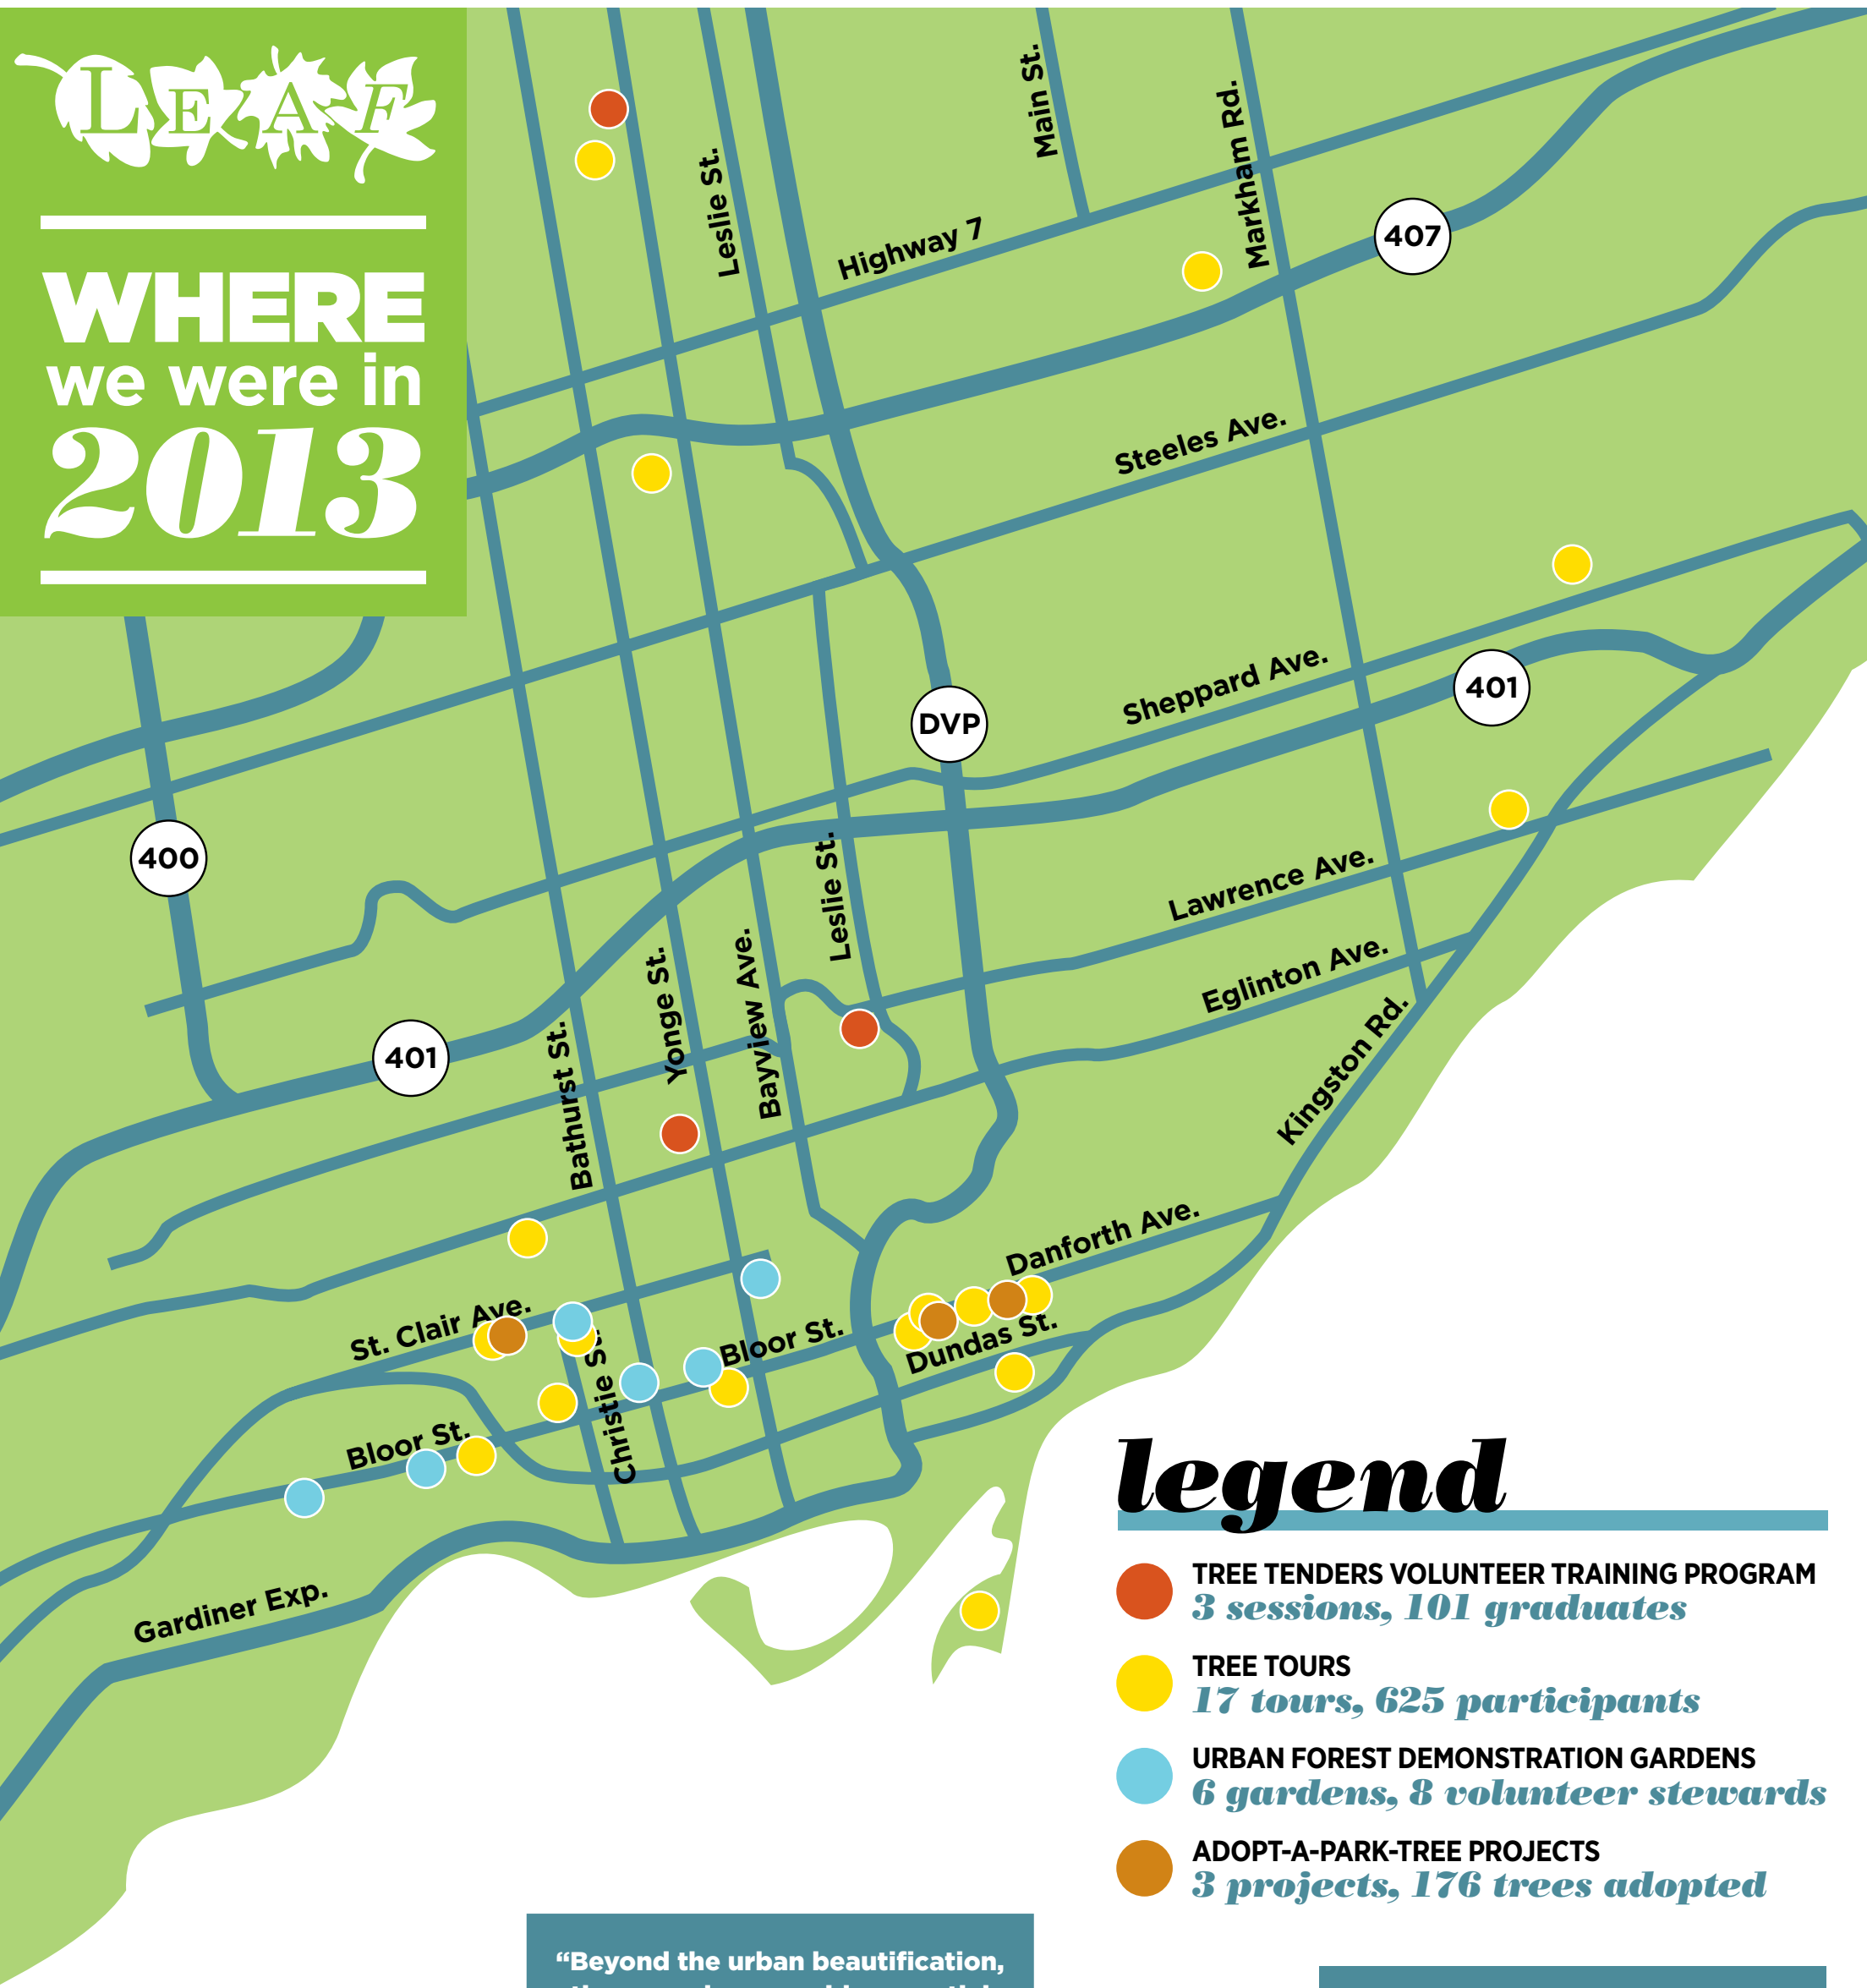 LEAF
WHERE
we were in
2013
Main St.
Markham Rd.
Leslie St.
Highway 7
407
Steeles Ave.
Sheppard Ave.
401
DVP
400
Leslie St.
Lawrence Ave.
Eglinton Ave.
Yonge St.
Bayview Ave.
401
Bathurst St.
Kingston Rd.
Danforth Ave.
St. Clair Ave.
Bloor St.
Dundas St.
Christie St.
Bloor St.
Gardiner Exp.
legend
TREE TENDERS VOLUNTEER TRAINING PROGRAM
3 sessions, 101 graduates
TREE TOURS
17 tours, 625 participants
URBAN FOREST DEMONSTRATION GARDENS
6 gardens, 8 volunteer stewards
ADOPT-A-PARK-TREE PROJECTS
3 projects, 176 trees adopted
“Beyond the urban beautification,